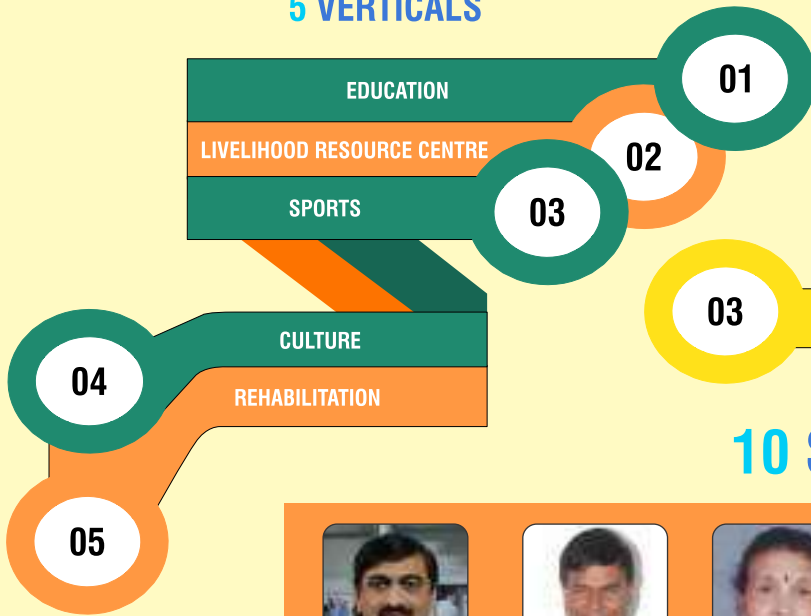 5 VERTICALS
EDUCATION
01
LIVELIHOOD RESOURCE CENTRE
02
SPORTS
03
03
CULTURE
04
REHABILITATION
05
10